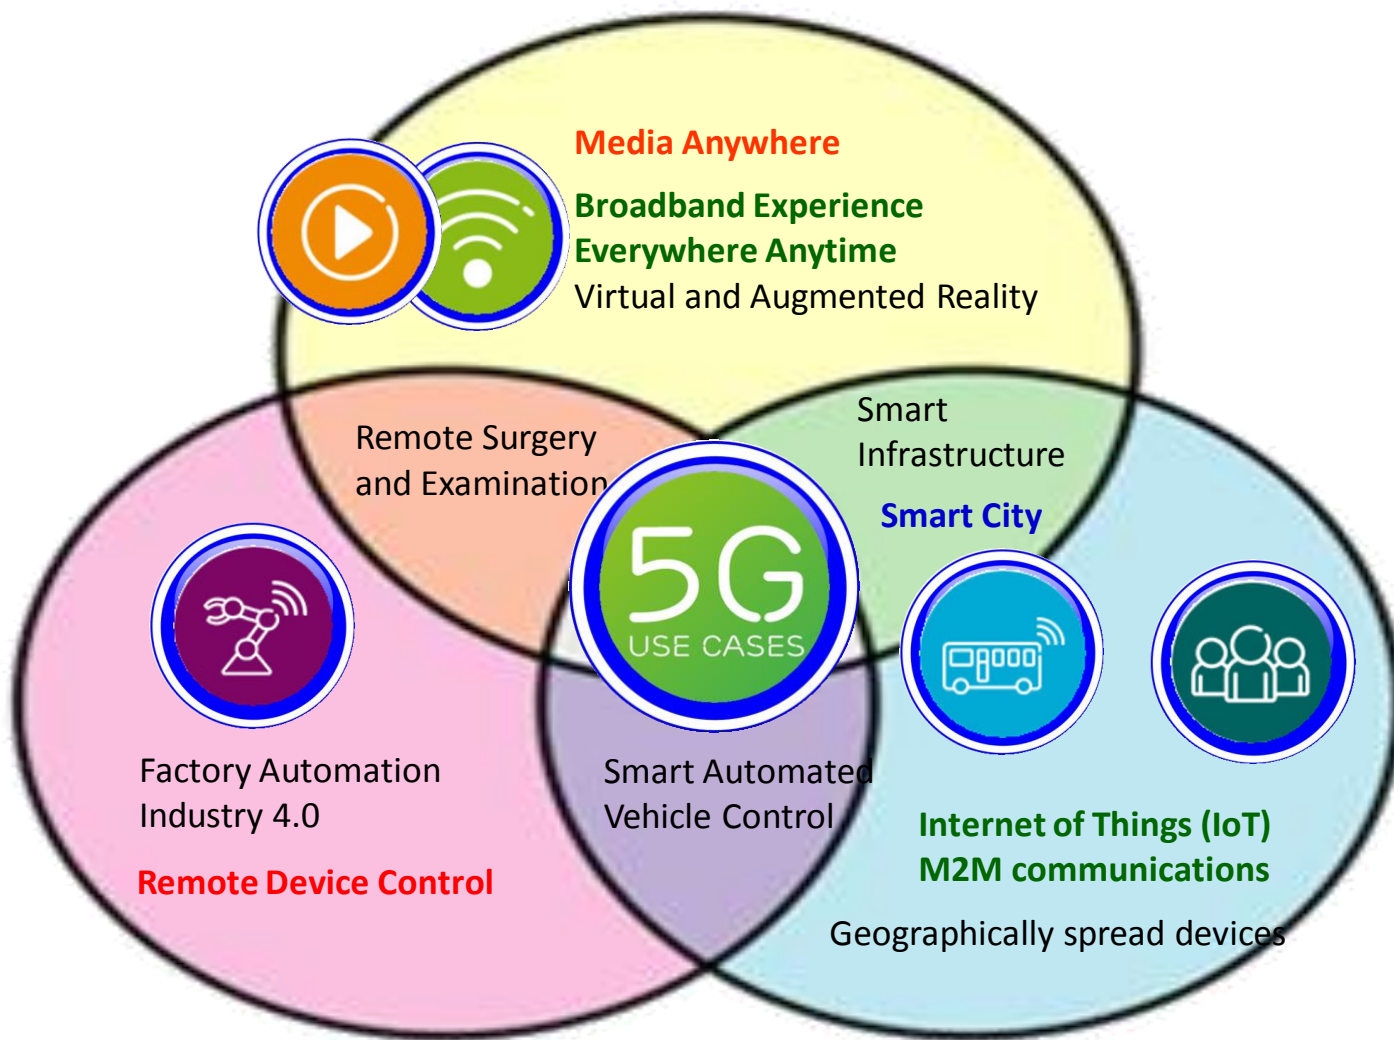 Media Anywhere
Broadband Experience
Everywhere Anytime
Virtual and Augmented Reality
Remote Surgery
and Examination
Smart
Infrastructure
Smart City
5G
USE CASES
Factory Automation
Industry 4.0
Remote Device Control
Smart Automated
Vehicle Control
Internet of Things (IoT)
M2M communications
Geographically spread devices